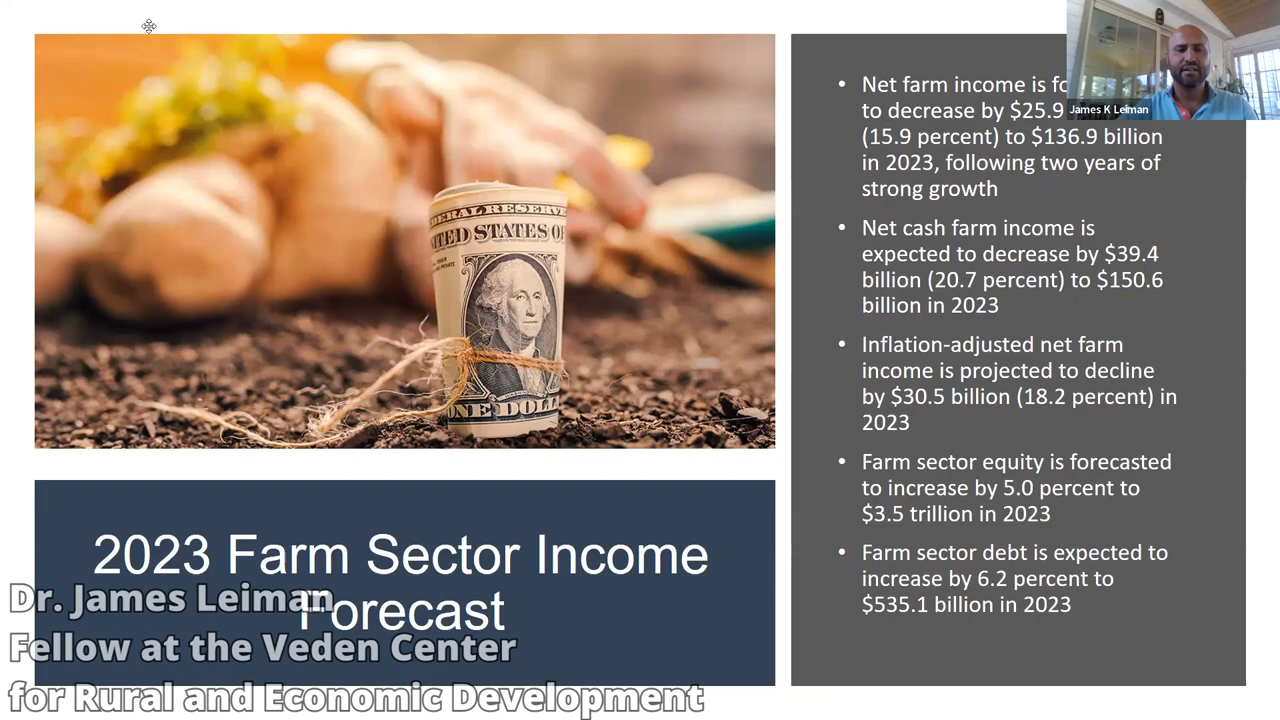 • Net farm income is
to decrease by $25.9
(15.9 percent) to $136.9 billion
in 2023, following two years of
strong growth
• Net cash farm income is
expected to decrease by $39.4
billion (20.7 percent) to $150.6
billion in 2023
• Inflation-adjusted net farm
income is projected to decline
by $30.5 billion (18.2 percent) in
2023
• Farm sector equity is forecasted
to increase by 5.0 percent to
$3.5 trillion in 2023
• Farm sector debt is expected to
increase by 6.2 percent to
$535.1 billion in 2023
James K Leiman
STATES
2023 Farm Sector Income
Forecast
Dr. James Leiman
Fellow at the Veden Center
for Rural and Economic Development